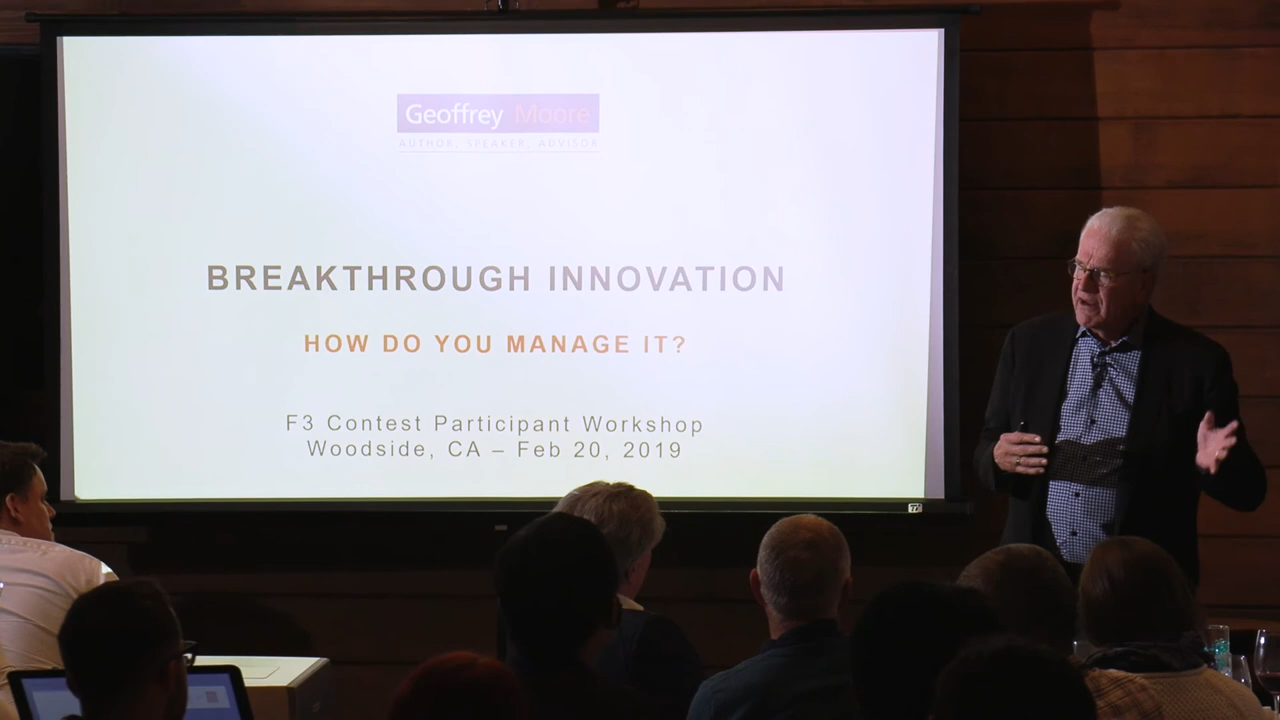 Geoffrey Moore
AUTHOR, SPEAKER, ADVISOR
BREAKTHROUGH INNOVATION
HOW DO YOU MANAGE IT?
F3 Contest Participant Workshop
Woodside, CA – Feb 20, 2019